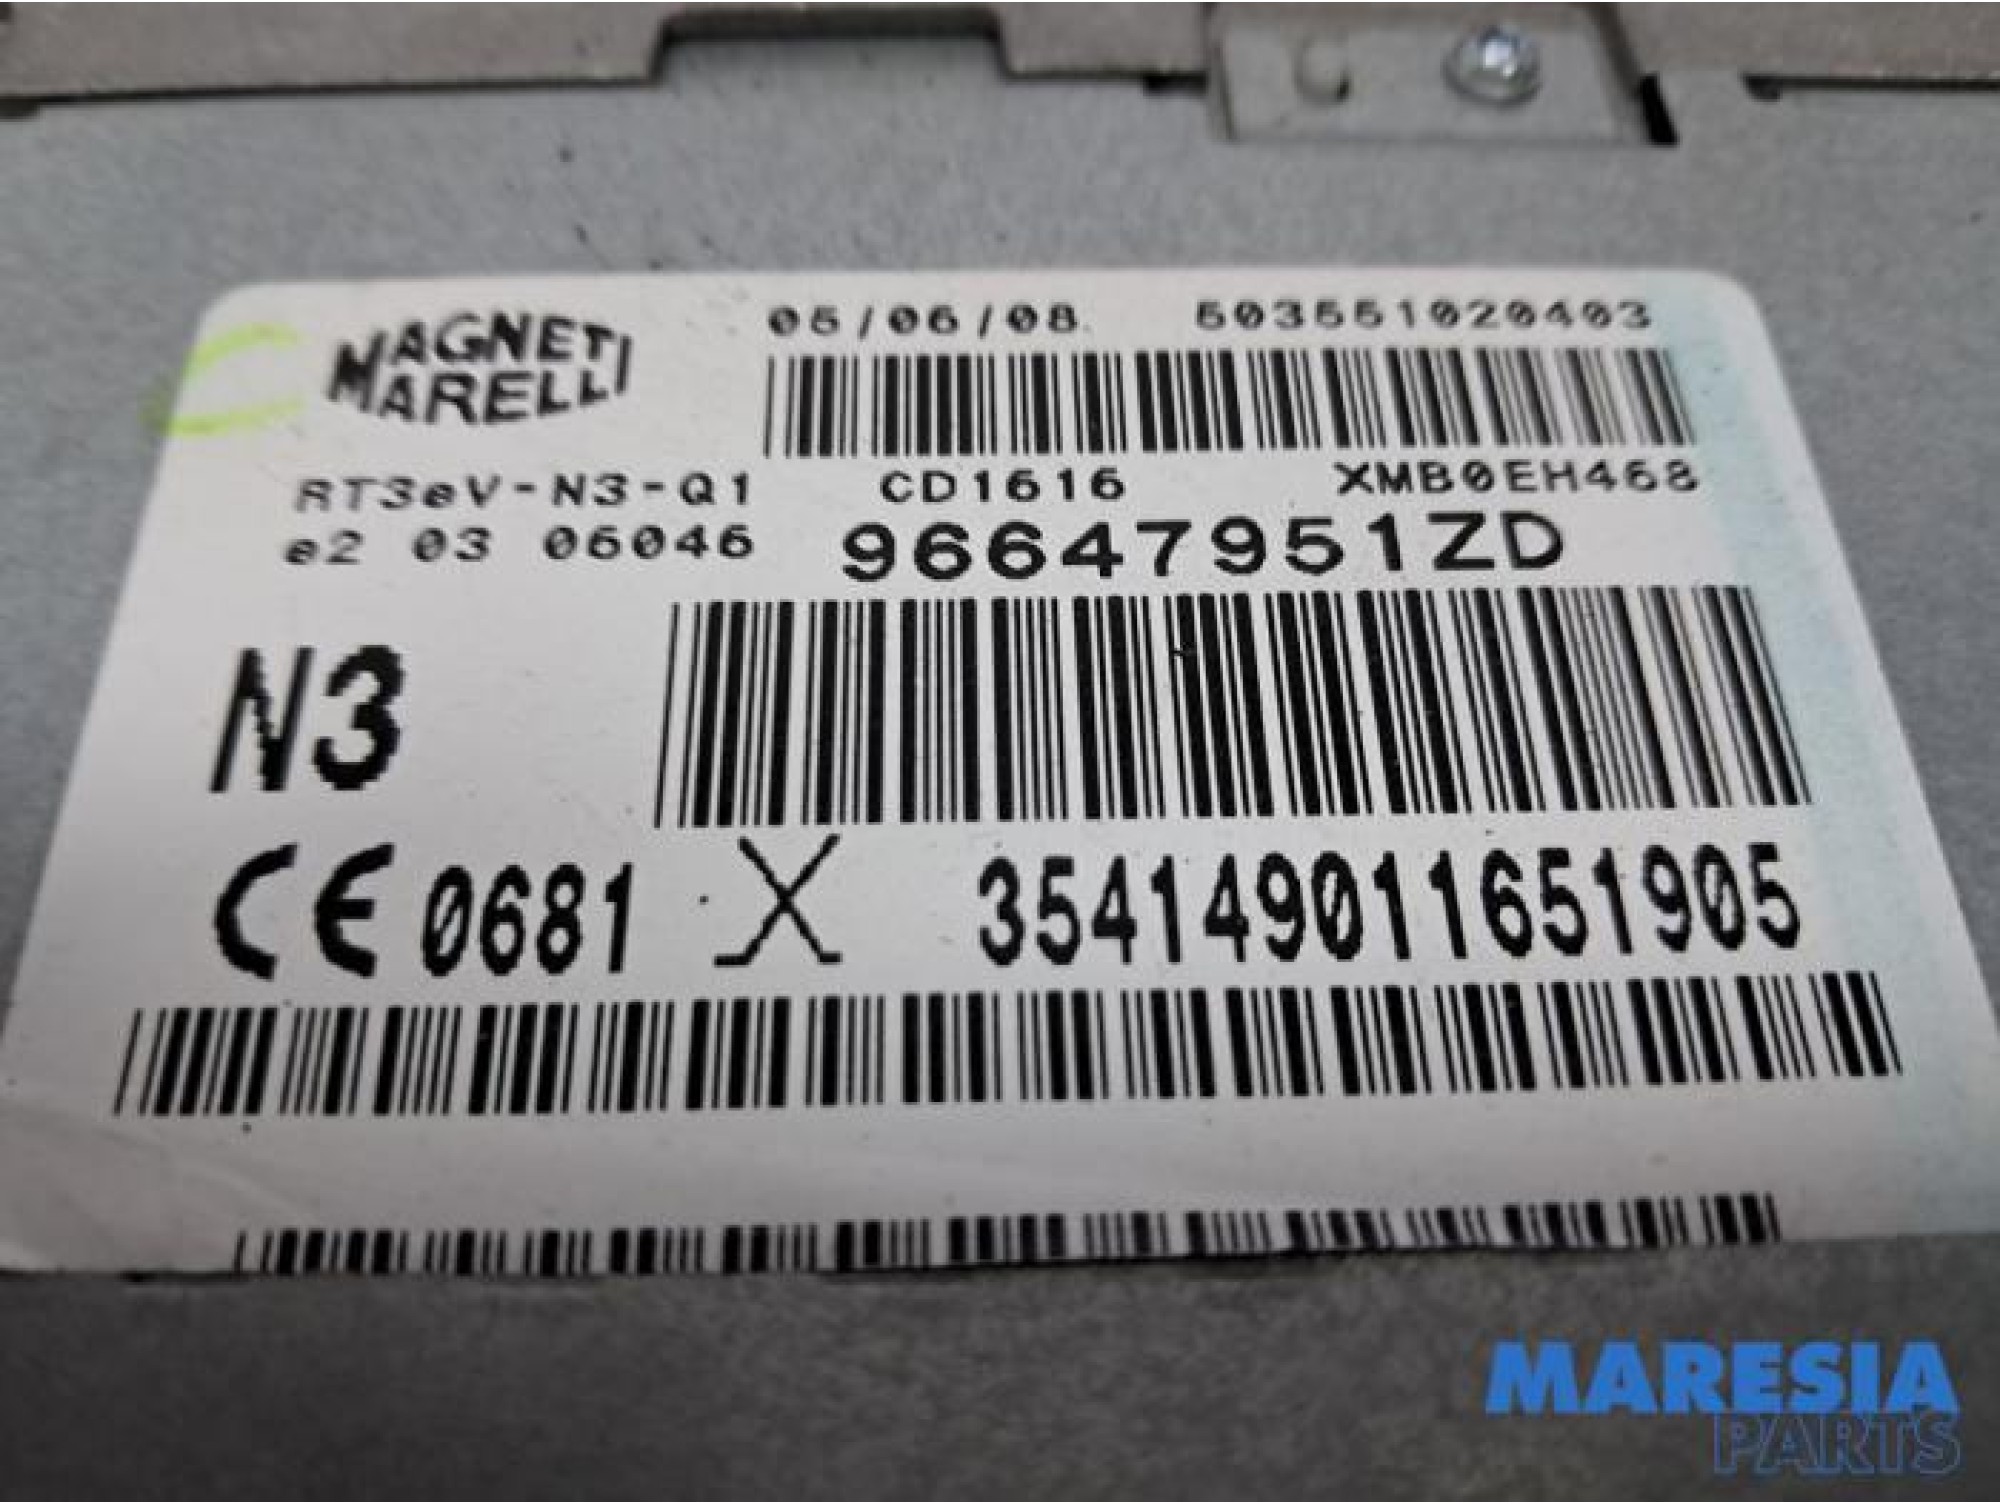 MAGNETI
MARELLI
05/06/08 503551020403
RT3eV-N3-Q1 CD1616 XMB0EH468
e2 03 06046 96647951ZD
N3
CE 0681 354149011651905
MARESIA
PARTS